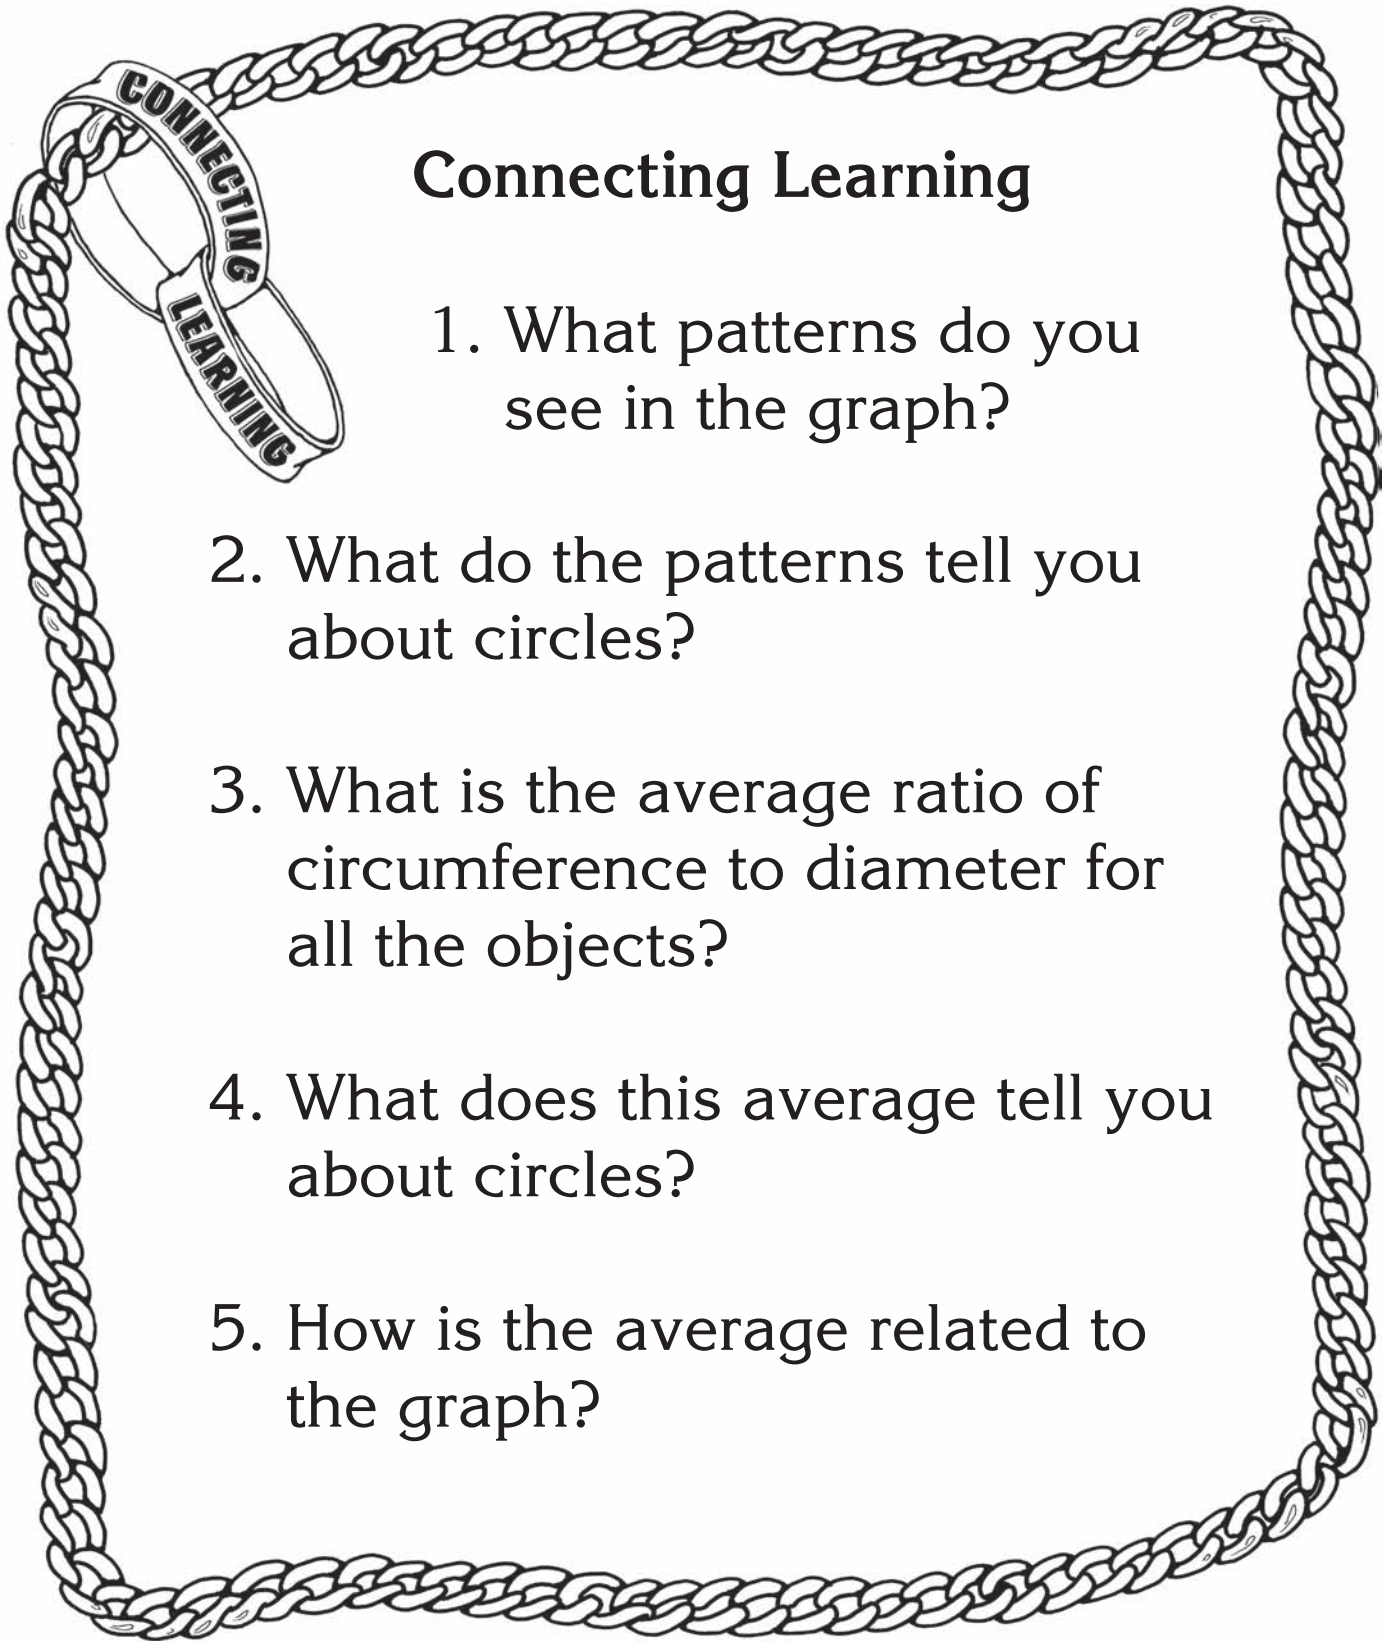 CONNECTING
LEARNING
Connecting Learning
1. What patterns do you
see in the graph?
2. What do the patterns tell you
about circles?
3. What is the average ratio of
circumference to diameter for
all the objects?
4. What does this average tell you
about circles?
5. How is the average related to
the graph?